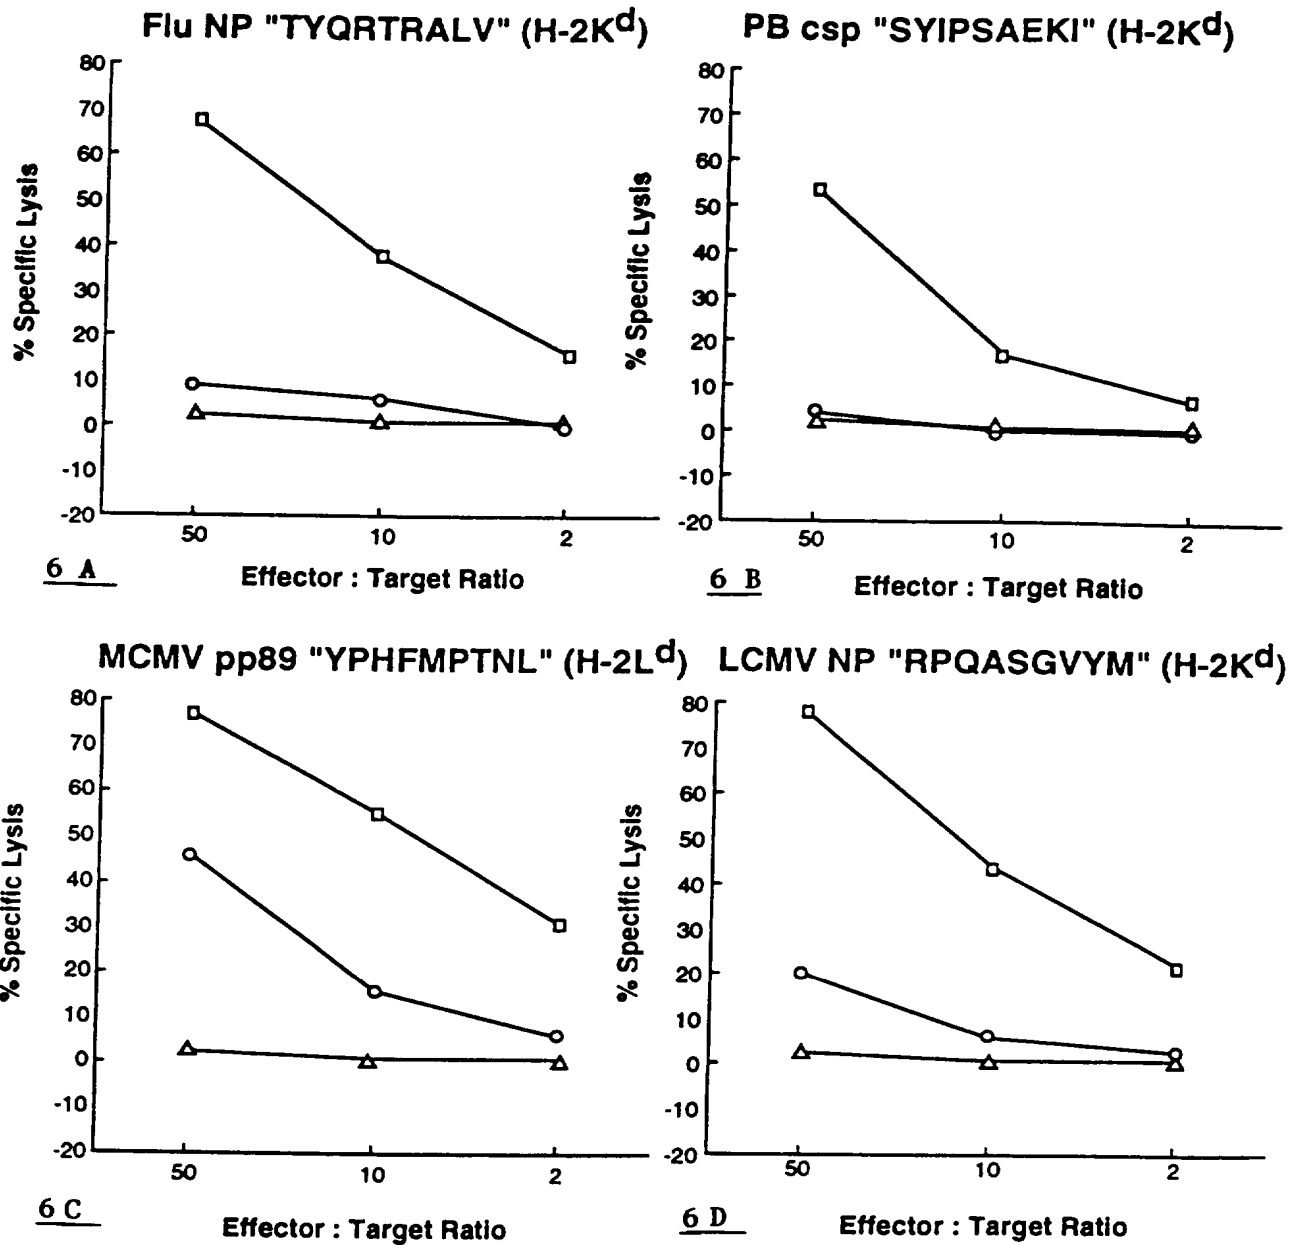 Flu NP "TYQRTRALV" (H-2Kd)
% Specific Lysis
80
70
60
50
40
30
20
10
0
-10
-20
50 10 2
6 A
Effector : Target Ratio
PB csp "SYIPSAEKI" (H-2Kd)
% Specific Lysis
80
70
60
50
40
30
20
10
0
-10
-20
50 10 2
6 B
Effector : Target Ratio
MCMV pp89 "YPHFMPTNL" (H-2Ld)
% Specific Lysis
80
70
60
50
40
30
20
10
0
-10
-20
50 10 2
6 C
Effector : Target Ratio
LCMV NP "RPQASGVYM" (H-2Kd)
% Specific Lysis
80
70
60
50
40
30
20
10
0
-10
-20
50 10 2
6 D
Effector : Target Ratio